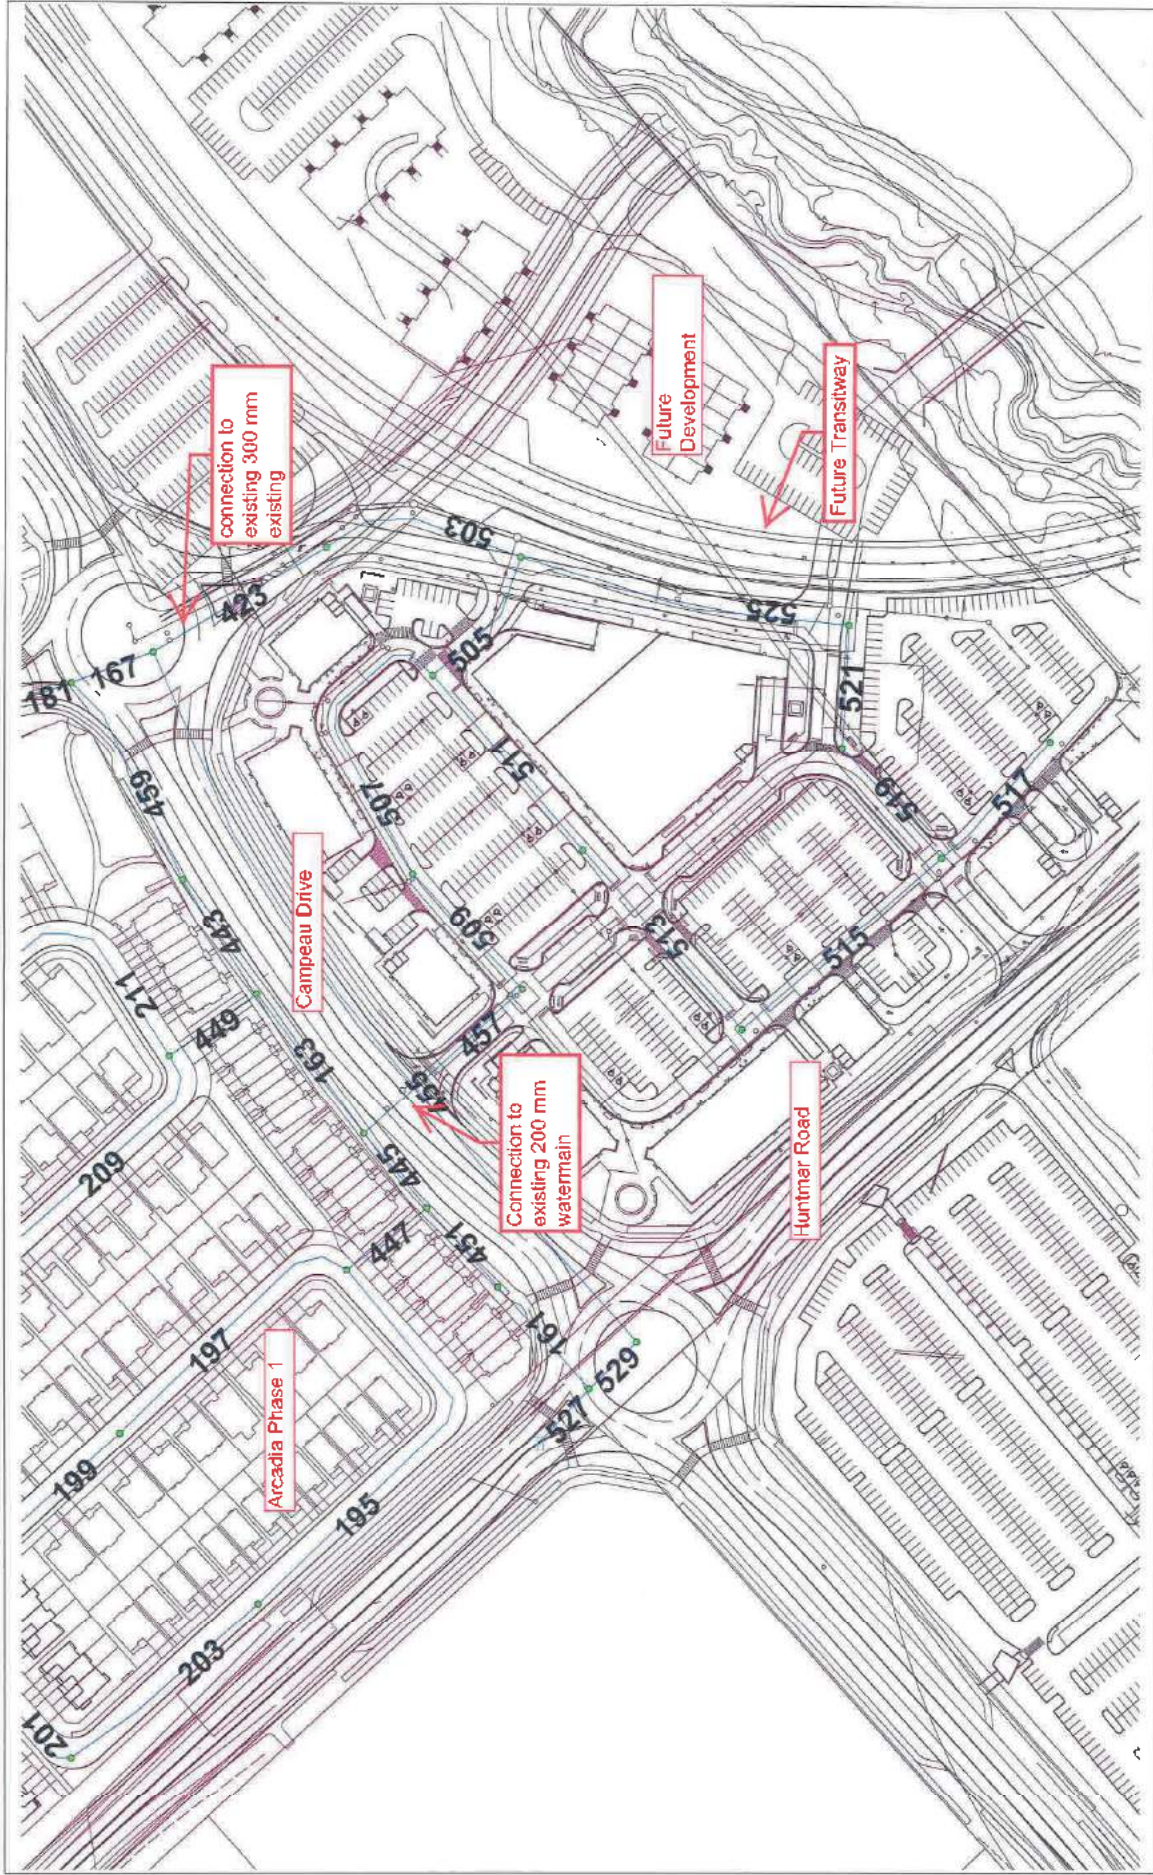 181
167
connection to
existing 300 mm
existing
423
459
503
Future
Development
Future Transitway
525
505
443
211
Campeau Drive
507
511
521
449
163
509
519
517
457
513
209
455
515
445
Connection to
existing 200 mm
watermain
Huntmar Road
447
451
197
161
Arcadia Phase 1
529
199
527
195
203
201